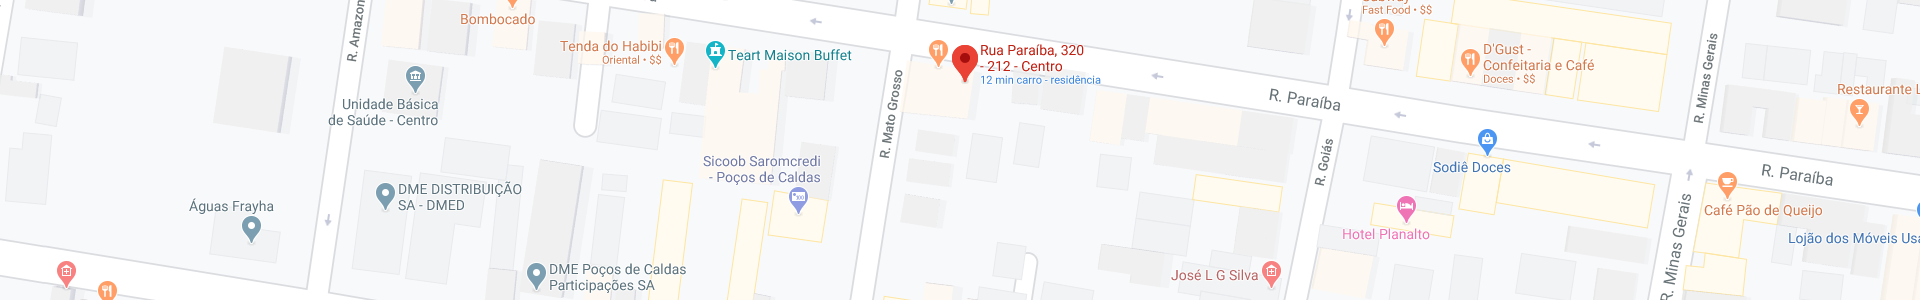 Bombocado
R. Amazon
Tenda do Habibi
Oriental • $$
Teart Maison Buffet
Unidade Básica
de Saúde - Centro
R. Mato Grosso
Rua Paraíba, 320
- 212 - Centro
12 min carro - residência
Fast Food • $$
D'Gust -
Confeitaria e Café
Doces • $$
R. Minas Gerais
Restaurante L
R. Paraíba
R. Goiás
Sodiê Doces
R. Paraíba
Sicoob Saromcredi
- Poços de Caldas
DME DISTRIBUIÇÃO
SA - DMED
Águas Frayha
Hotel Planalto
Café Pão de Queijo
R. Minas Gerais
Lojão dos Móveis Usa
DME Poços de Caldas
Participações SA
José L G Silva